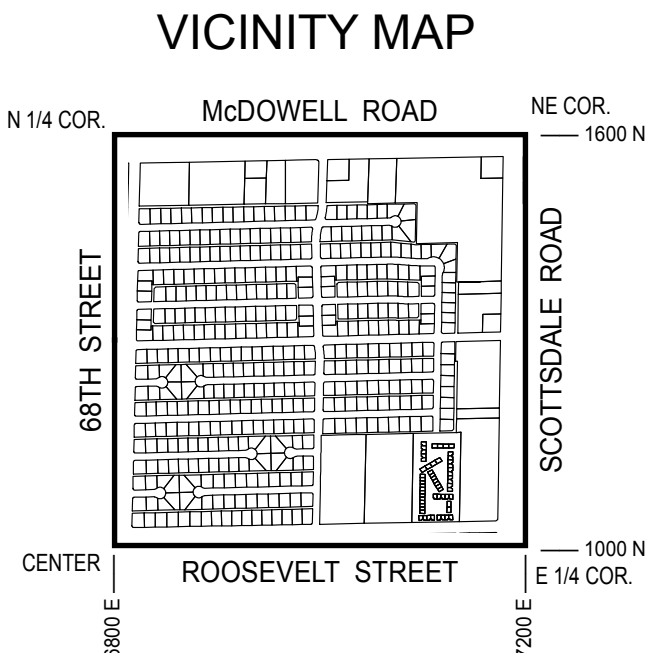 VICINITY MAP
N 1/4 COR.
McDOWELL ROAD
NE COR.
1600 N
68TH STREET
SCOTTSDALE ROAD
CENTER
ROOSEVELT STREET
1000 N
E 1/4 COR.
6800 E
7200 E